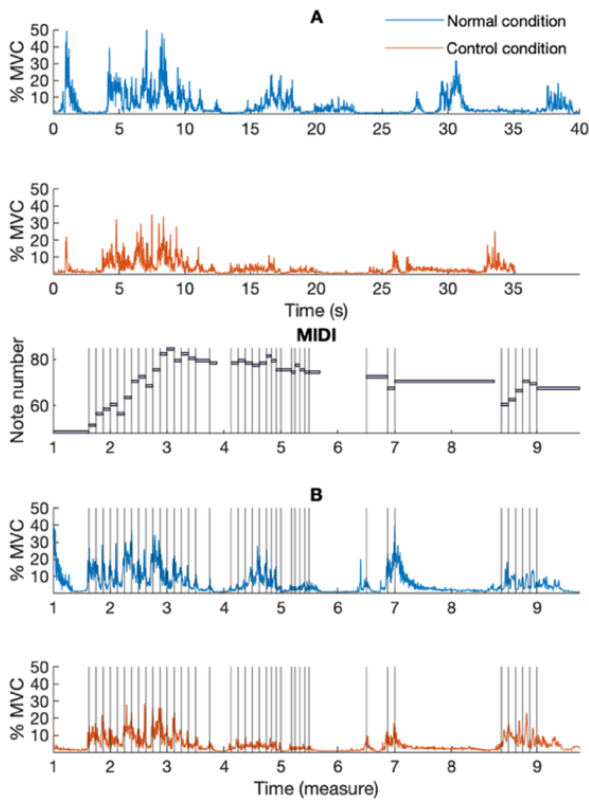 A
Normal condition
Control condition
% MVC
50
40
30
20
10
0 5 10 15 20 25 30 35 40
% MVC
50
40
30
20
10
0 5 10 15 20 25 30 35
Time (s)
MIDI
Note number
80
60
1 2 3 4 5 6 7 8 9
B
% MVC
50
40
30
20
10
1 2 3 4 5 6 7 8 9
% MVC
50
40
30
20
10
1 2 3 4 5 6 7 8 9
Time (measure)